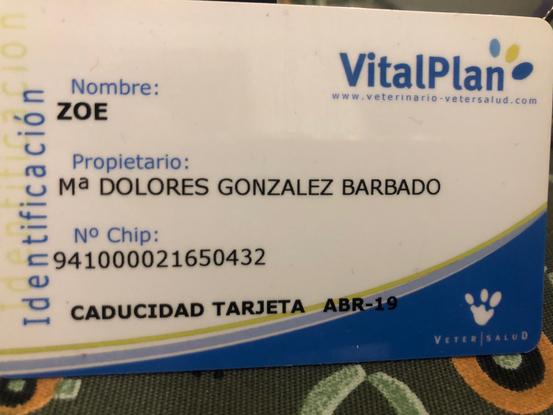 Identificación
VitalPlan
www.veterinario-vetersalud.com
Nombre:
ZOE
Propietario:
Mª DOLORES GONZALEZ BARBADO
Nº Chip:
941000021650432
CADUCIDAD TARJETA ABR-19
VETER|SALUD
Identificación